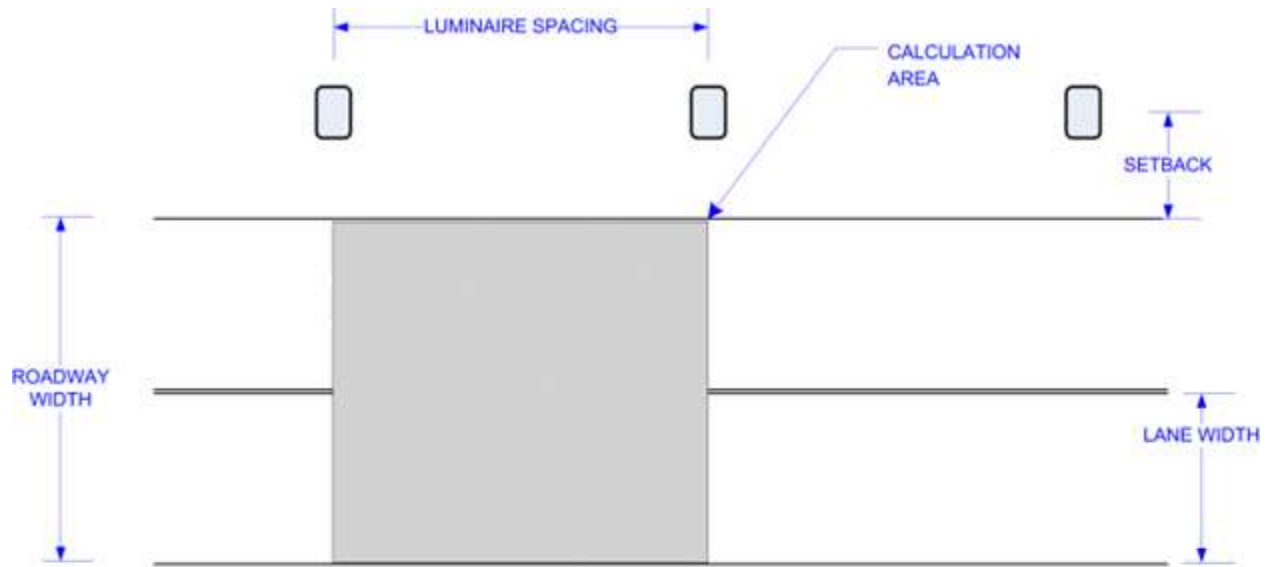 LUMINAIRE SPACING
CALCULATION
AREA
SETBACK
ROADWAY
WIDTH
LANE WIDTH